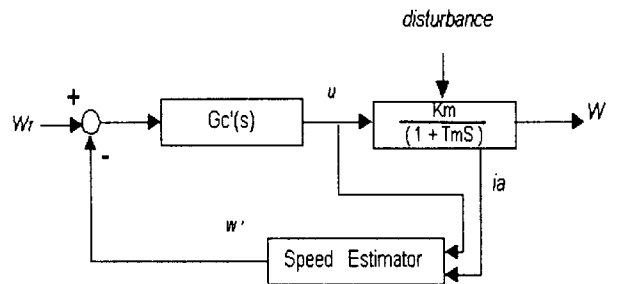 disturbance
+
Wr
Gc'(s)
u
Km
(1 + TmS)
W
-
ia
w'
Speed Estimator